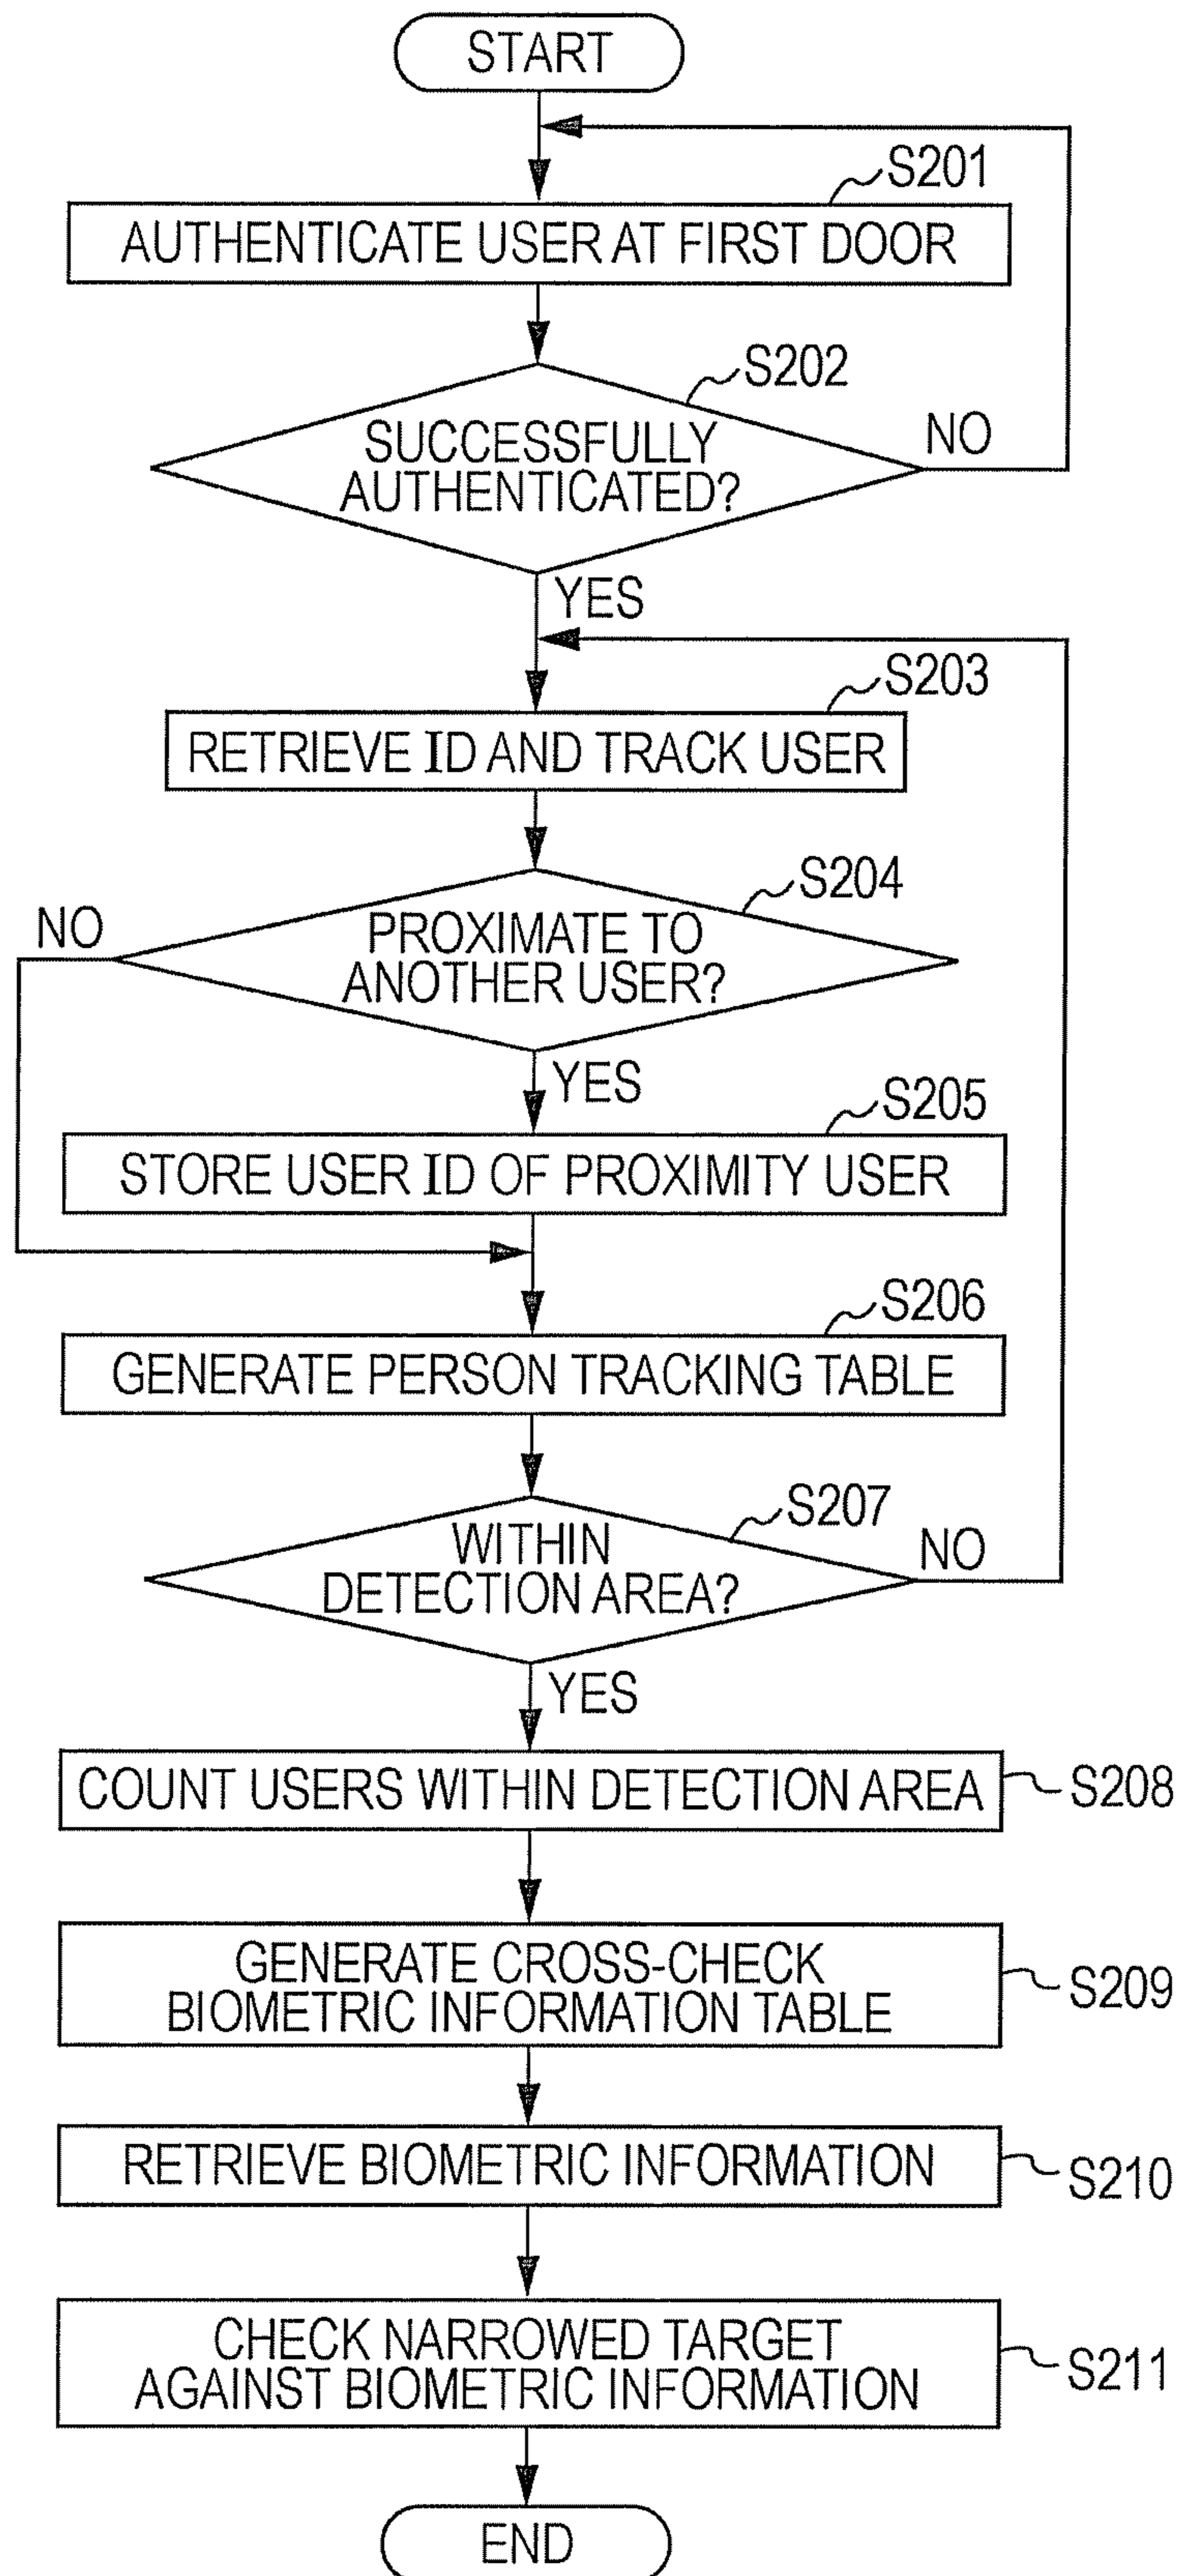 START
S201
AUTHENTICATE USER AT FIRST DOOR
S202
SUCCESSFULLY
AUTHENTICATED?
NO
YES
S203
RETRIEVE ID AND TRACK USER
S204
NO
PROXIMATE TO
ANOTHER USER?
YES
S205
STORE USER ID OF PROXIMITY USER
S206
GENERATE PERSON TRACKING TABLE
S207
WITHIN
DETECTION AREA?
NO
YES
COUNT USERS WITHIN DETECTION AREA
S208
GENERATE CROSS-CHECK
BIOMETRIC INFORMATION TABLE
S209
RETRIEVE BIOMETRIC INFORMATION
S210
CHECK NARROWED TARGET
AGAINST BIOMETRIC INFORMATION
S211
END